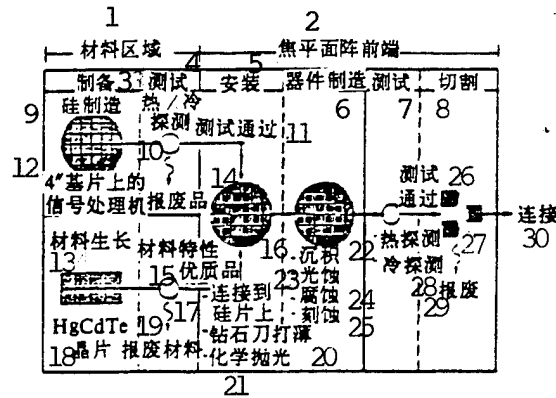 1 2
材料区域 焦平面阵前端
制备 3 测试 4 安装 5 器件制造 测试 切割
9 硅制造 热/冷 6 7 8
探测 测试通过 11
12 10
4"基片上的 14 测试 26
信号处理机 报废品 通过
连接
30
材料生长 材料特性 16 沉积 22 热探测 27
13 15 优质品 23 光蚀 冷探测 28 报废
17 连接到 腐蚀 24 29
HgCdTe 19 硅片上 刻蚀 25
18 晶片 报废材料 钻石刀打薄
化学抛光 20
21